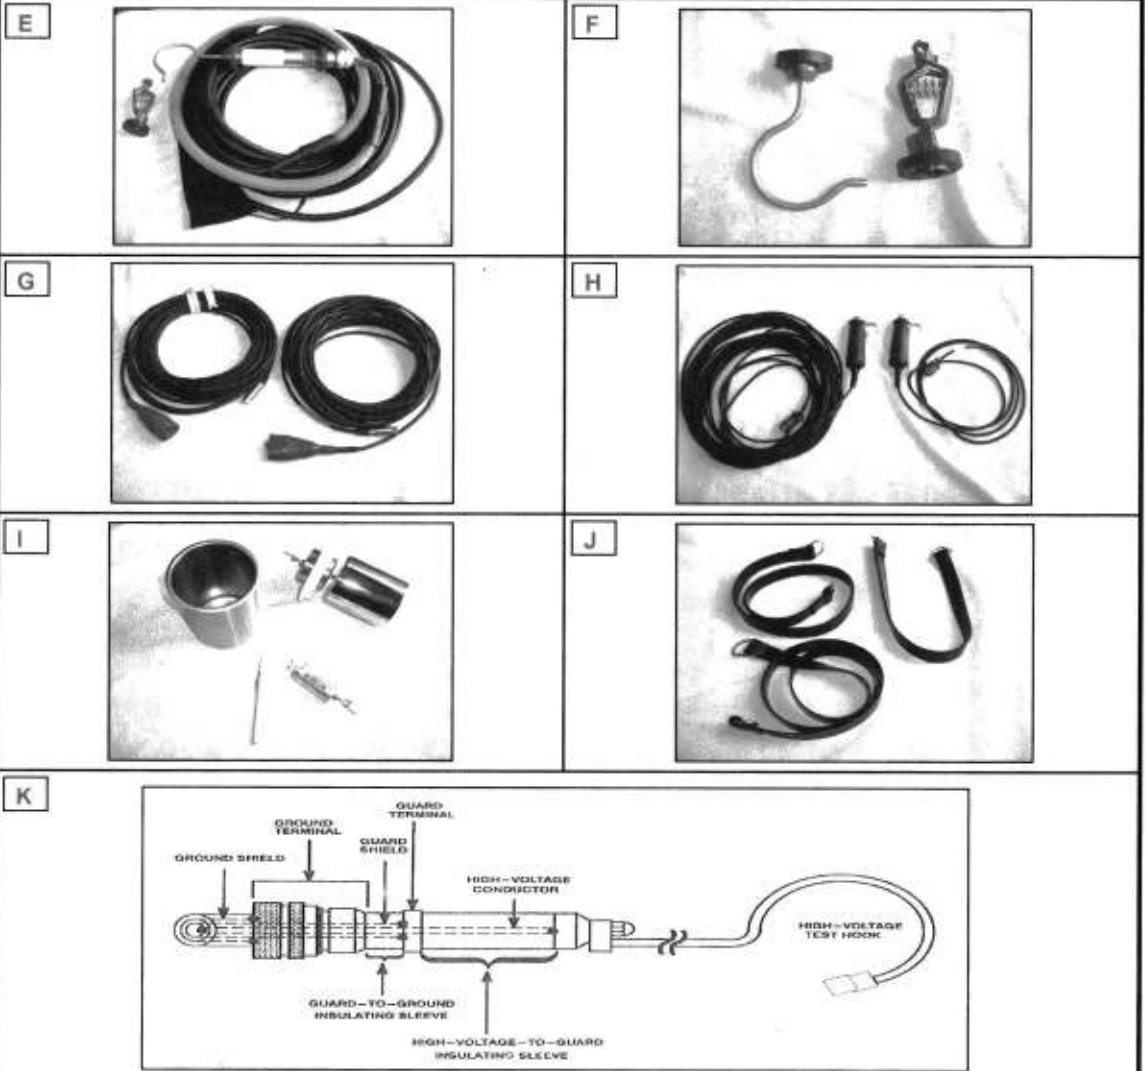 E
F
G
H
I
J
K
GUARD
TERMINAL
GROUND
TERMINAL
GUARD
SHIELD
GROUND SHIELD
HIGH-VOLTAGE
CONDUCTOR
HIGH-VOLTAGE
TEST HOOK
GUARD-TO-GROUND
INSULATING SLEEVE
HIGH-VOLTAGE-TO-GUARD
INSULATING SLEEVE